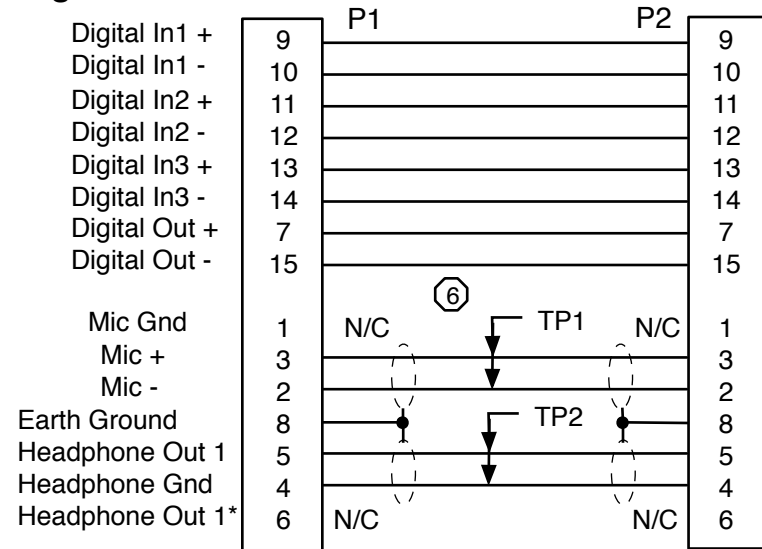 P1 P2
Digital In1 + 9 9
Digital In1 - 10 10
Digital In2 + 11 11
Digital In2 - 12 12
Digital In3 + 13 13
Digital In3 - 14 14
Digital Out + 7 7
Digital Out - 15 15
6
Mic Gnd 1 N/C TP1 N/C 1
Mic + 3 3
Mic - 2 2
Earth Ground 8 TP2 8
Headphone Out 1 5 5
Headphone Gnd 4 4
Headphone Out 1* 6 N/C N/C 6